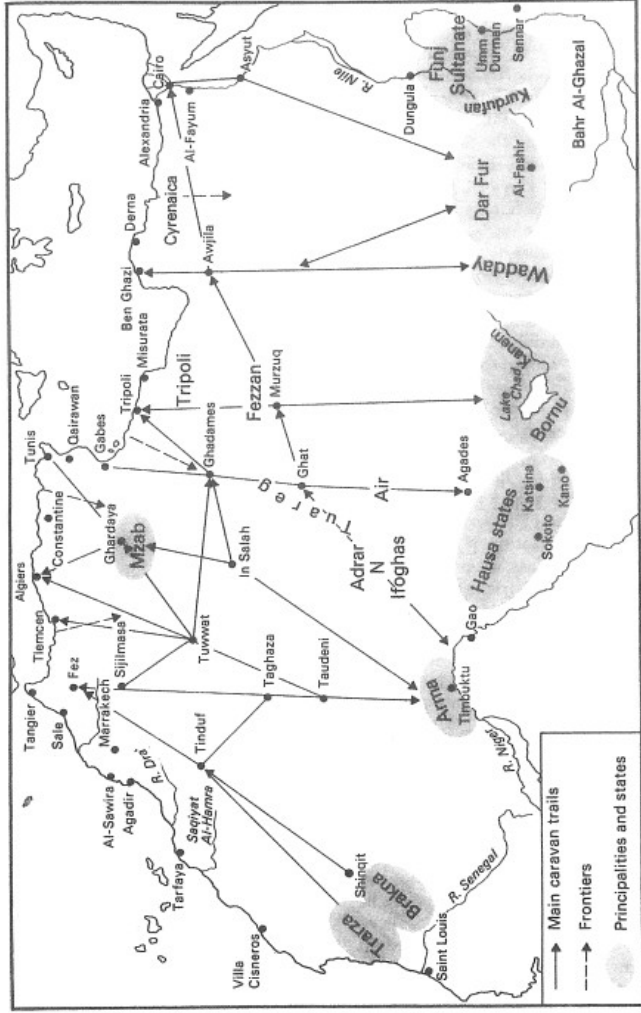 Tangier
Sale
Fez
Marrakech
Al-Sawira
Agadir
R. Dra'
Tarfaya
Saqiyat
Al-Hamra
Villa
Cisneros
Saint Louis
R. Senegal
Trarza
Brakna
Shinqit
Tinduf
Sijilmasa
Tlemcen
Algiers
Constantine
Tunis
Qairawan
Gabes
Ghardaya
Mzab
Tuwwat
In Salah
Taghaza
Taudeni
Arma
Timbuktu
R. Niger
Gao
Adrar
N
Ifoghas
Tuareg
Air
Agades
Ghat
Ghadames
Tripoli
Tripoli
Misurata
Fezzan
Murzuq
Hausa states
Katsina
Sokoto
Kano
Bornu
Lake
Chad
Kanem
Ben Ghazi
Derna
Cyrenaica
Awjila
Wadday
Dar Fur
Al-Fashir
Alexandria
Cairo
Al-Fayum
Asyut
R. Nile
Dungula
Funj
Sultanate
Umm
Durman
Sennar
Kurdufan
Bahr Al-Ghazal
Main caravan trails
Frontiers
Principalities and states